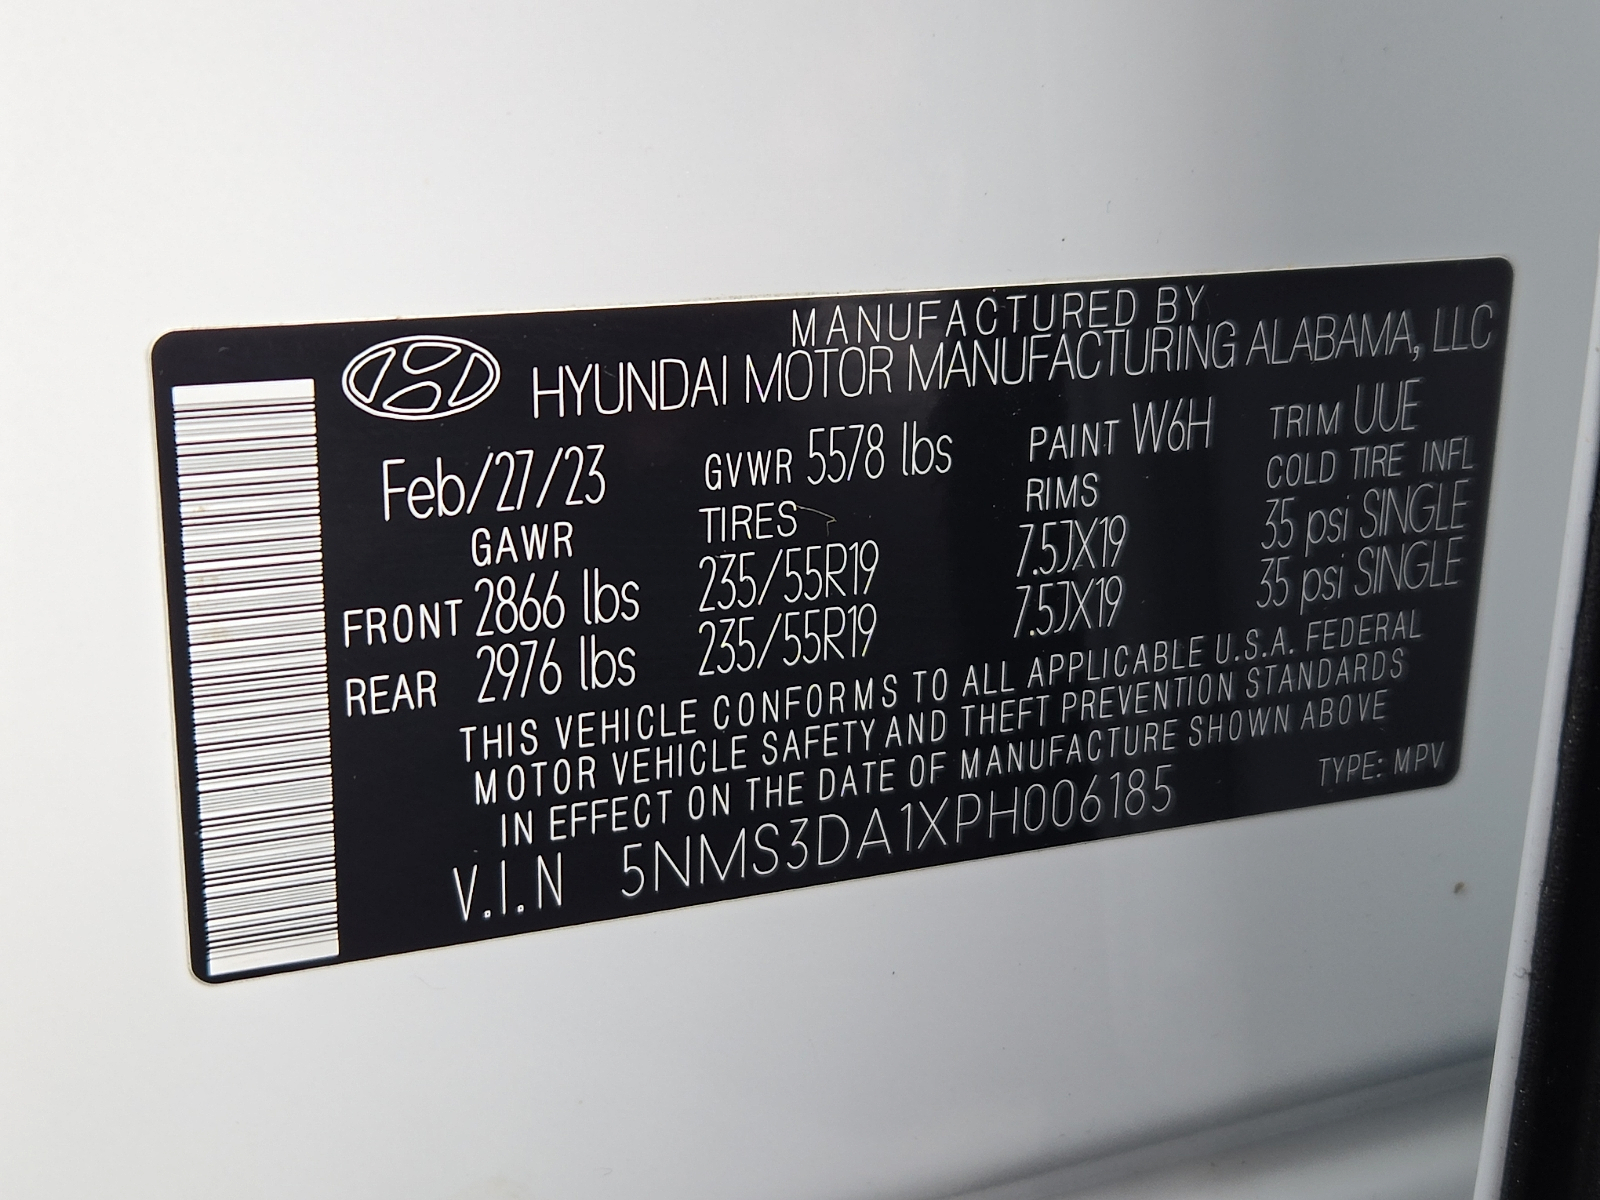 MANUFACTURED BY
HYUNDAI MOTOR MANUFACTURING ALABAMA, LLC
Feb/27/23 GVWR 5578 lbs PAINT W6H TRIM UUE
GAWR TIRES RIMS COLD TIRE INFL
FRONT 2866 lbs 235/55R19 7.5JX19 35 psi SINGLE
REAR 2976 lbs 235/55R19 7.5JX19 35 psi SINGLE
THIS VEHICLE CONFORMS TO ALL APPLICABLE U.S.A. FEDERAL
MOTOR VEHICLE SAFETY AND THEFT PREVENTION STANDARDS
IN EFFECT ON THE DATE OF MANUFACTURE SHOWN ABOVE
V.I.N 5NMS3DA1XPH006185 TYPE: MPV